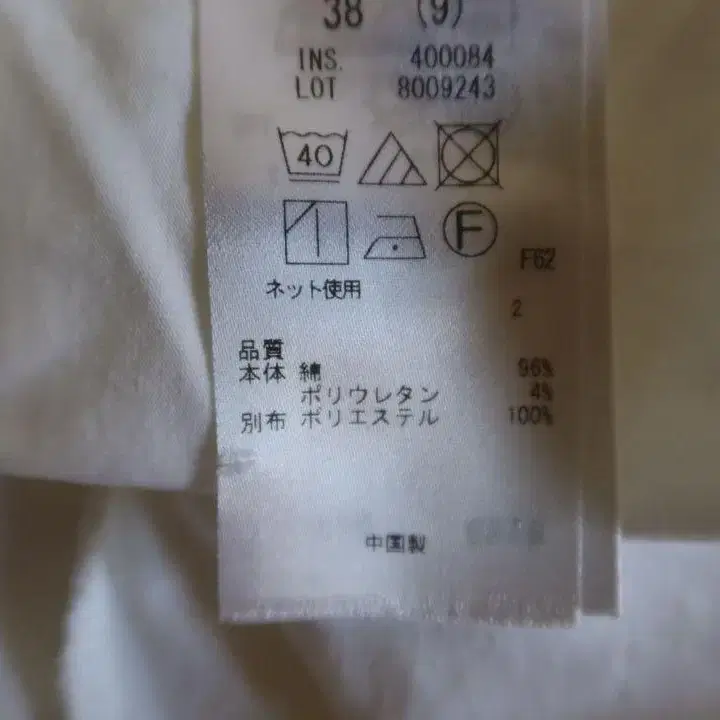 38 (9)
INS. 400084
LOT 8009243
40
F
F62
ネット使用
2
品質
本体 綿 96%
ポリウレタン 4%
別布 ポリエステル 100%
中国製